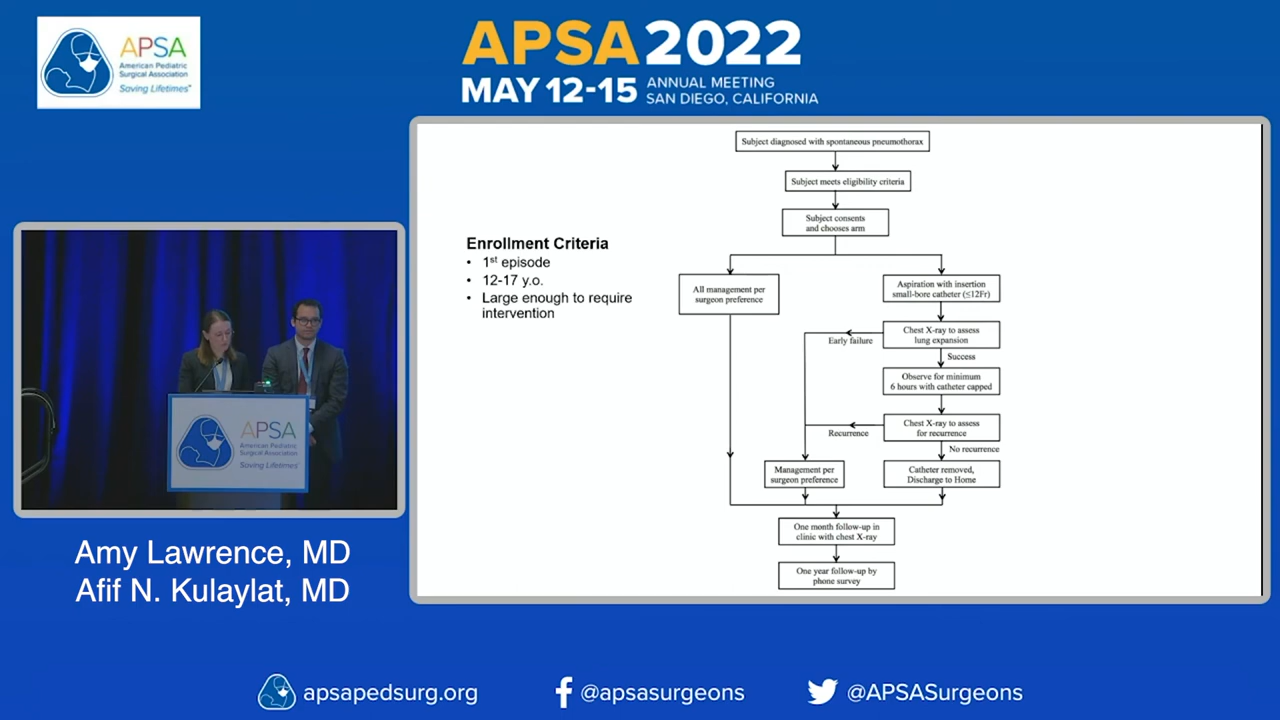 APSA
American Pediatric
Surgical Association
Saving Lifetimes
APSA 2022
MAY 12-15
ANNUAL MEETING
SAN DIEGO, CALIFORNIA
Enrollment Criteria
• 1st episode
• 12-17 y.o.
• Large enough to require
intervention
Subject diagnosed with spontaneous pneumothorax
Subject meets eligibility criteria
Subject consents
and chooses arm
All management per
surgeon preference
Aspiration with insertion
small-bore catheter (≤12Fr)
Chest X-ray to assess
lung expansion
Early failure
Success
Observe for minimum
6 hours with catheter capped
Chest X-ray to assess
for recurrence
Recurrence
No recurrence
Management per
surgeon preference
Catheter removed,
Discharge to Home
One month follow-up in
clinic with chest X-ray
One year follow-up by
phone survey
APSA
American Pediatric
Surgical Association
Saving Lifetimes
Amy Lawrence, MD
Afif N. Kulaylat, MD
apsapedsurg.org
@apsasurgeons
@APSASurgeons